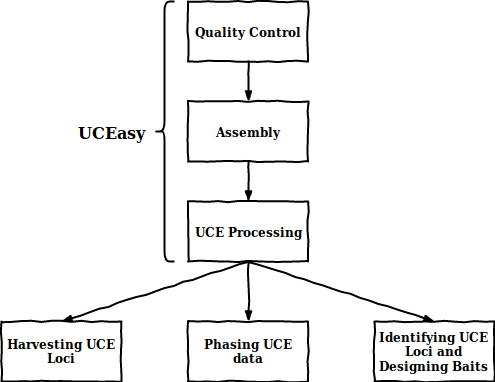 Quality Control
UCEasy
Assembly
UCE Processing
Harvesting UCE
Loci
Phasing UCE
data
Identifying UCE
Loci and
Designing Baits